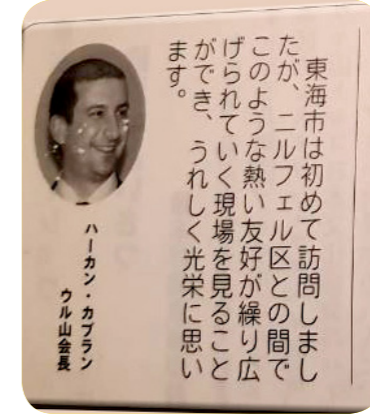 東海市は初めて訪問しまし
たが、ニルフェル区との間で
このような熱い友好が繰り広
げられていく現場を見ること
ができ、うれしく光栄に思い
ます。
ハーカン・カプラン
ウル山会長